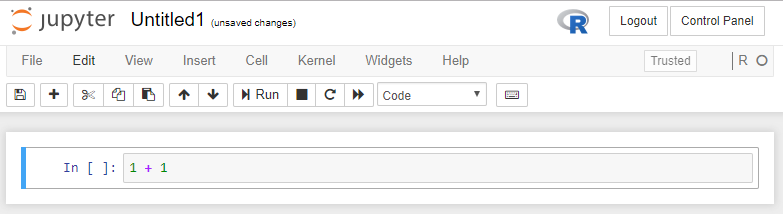 jupyter Untitled1 (unsaved changes) R Logout Control Panel
File Edit View Insert Cell Kernel Widgets Help Trusted R
Run Code
In [ ]: 1 + 1